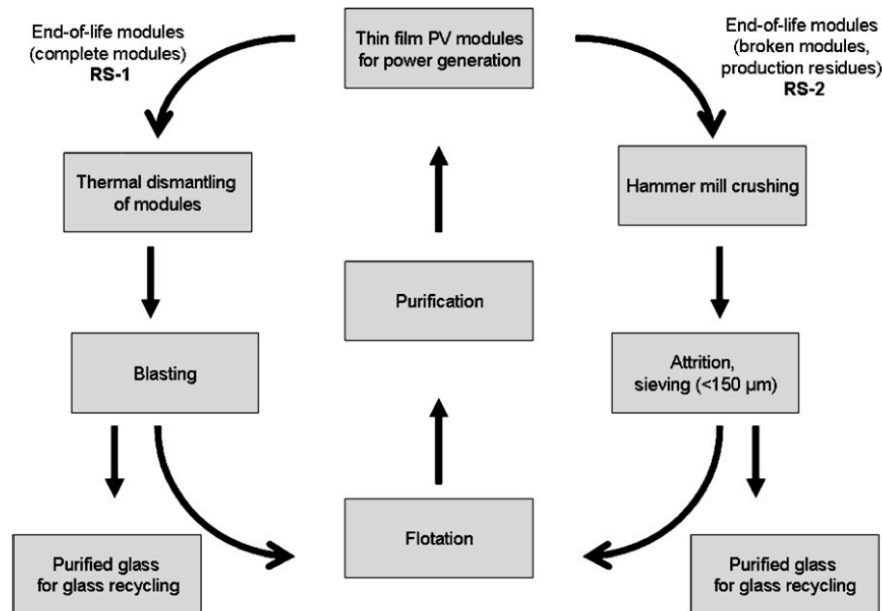 End-of-life modules
(complete modules)
RS-1
Thin film PV modules
for power generation
End-of-life modules
(broken modules,
production residues)
RS-2
Thermal dismantling
of modules
Hammer mill crushing
Purification
Blasting
Attrition,
sieving (<150 µm)
Flotation
Purified glass
for glass recycling
Purified glass
for glass recycling